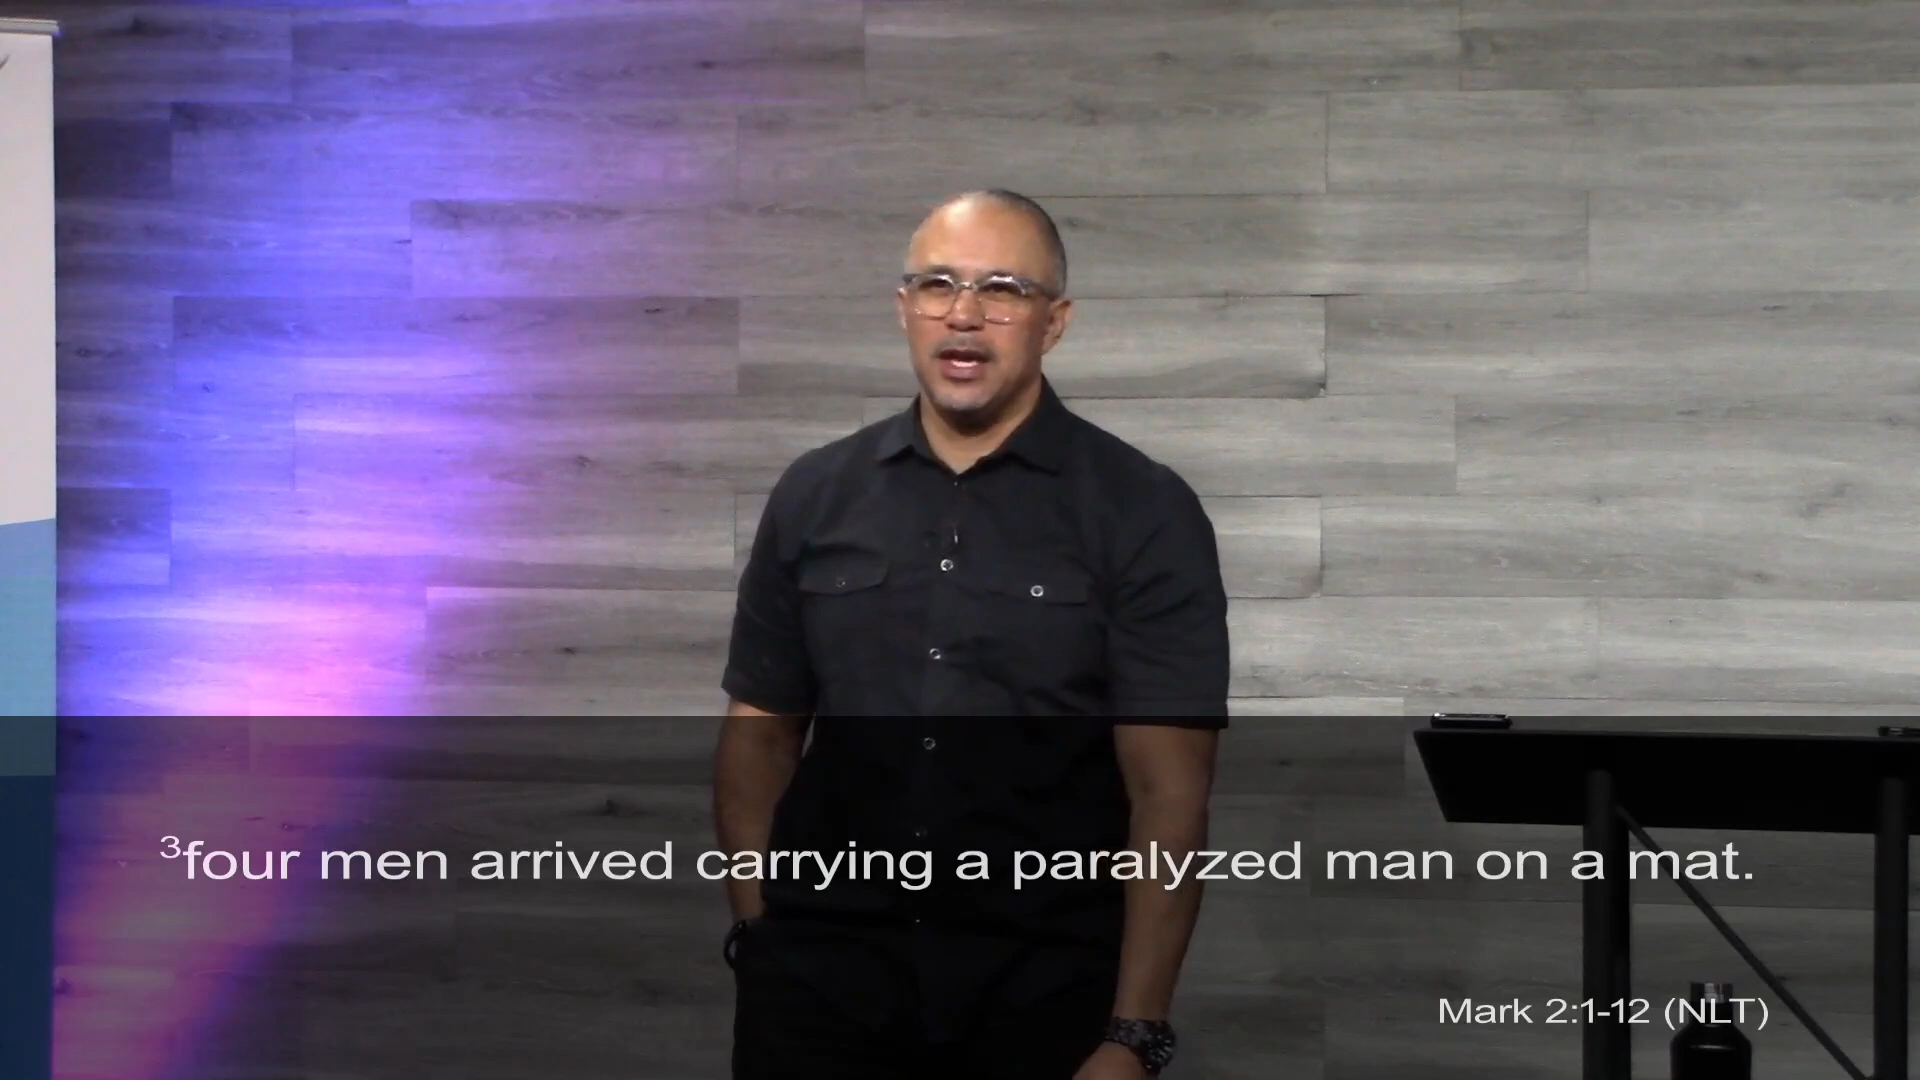 ³four men arrived carrying a paralyzed man on a mat.
Mark 2:1-12 (NLT)